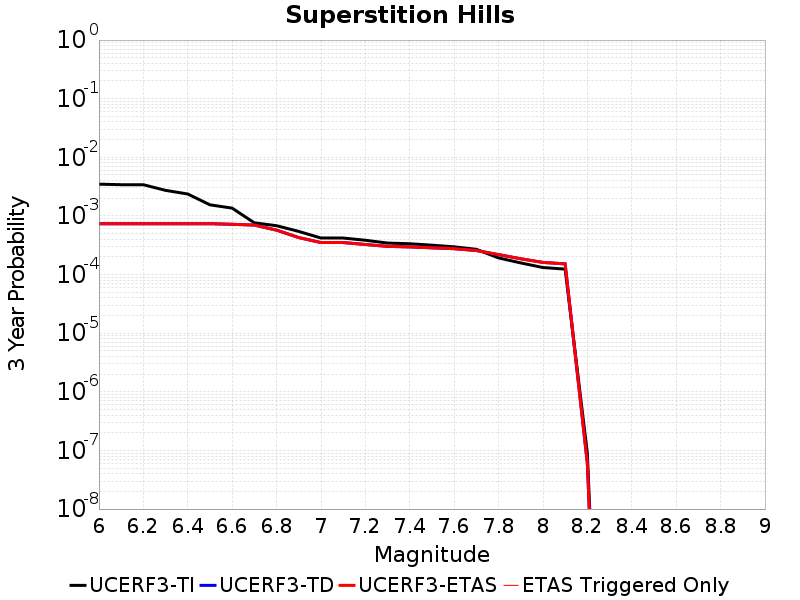 Superstition Hills
10^0
10^-1
10^-2
10^-3
10^-4
10^-5
10^-6
10^-7
10^-8
3 Year Probability
6 6.2 6.4 6.6 6.8 7 7.2 7.4 7.6 7.8 8 8.2 8.4 8.6 8.8 9
Magnitude
UCERF3-TI UCERF3-TD UCERF3-ETAS ETAS Triggered Only